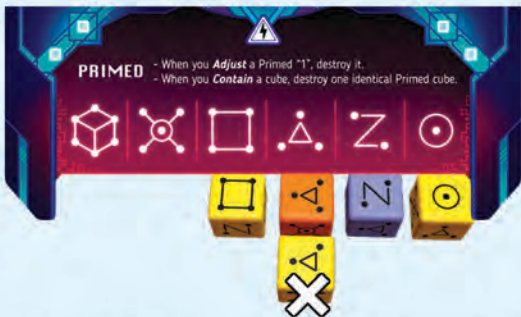 PRIMED
- When you Adjust a Primed "1", destroy it.
- When you Contain a cube, destroy one identical Primed cube.